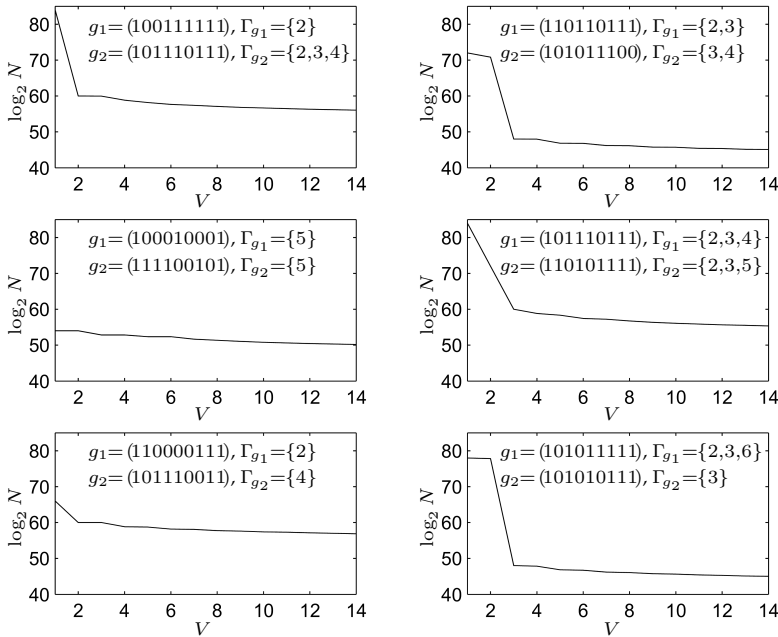 log₂ N
80
70
60
50
40
g₁=(100111111), Γg₁={2}
g₂=(101110111), Γg₂={2,3,4}
2 4 6 8 10 12 14
V
log₂ N
80
70
60
50
40
g₁=(110110111), Γg₁={2,3}
g₂=(101011100), Γg₂={3,4}
2 4 6 8 10 12 14
V
log₂ N
80
70
60
50
40
g₁=(100010001), Γg₁={5}
g₂=(111100101), Γg₂={5}
2 4 6 8 10 12 14
V
log₂ N
80
70
60
50
40
g₁=(101110111), Γg₁={2,3,4}
g₂=(110101111), Γg₂={2,3,5}
2 4 6 8 10 12 14
V
log₂ N
80
70
60
50
40
g₁=(110000111), Γg₁={2}
g₂=(101110011), Γg₂={4}
2 4 6 8 10 12 14
V
log₂ N
80
70
60
50
40
g₁=(101011111), Γg₁={2,3,6}
g₂=(101010111), Γg₂={3}
2 4 6 8 10 12 14
V